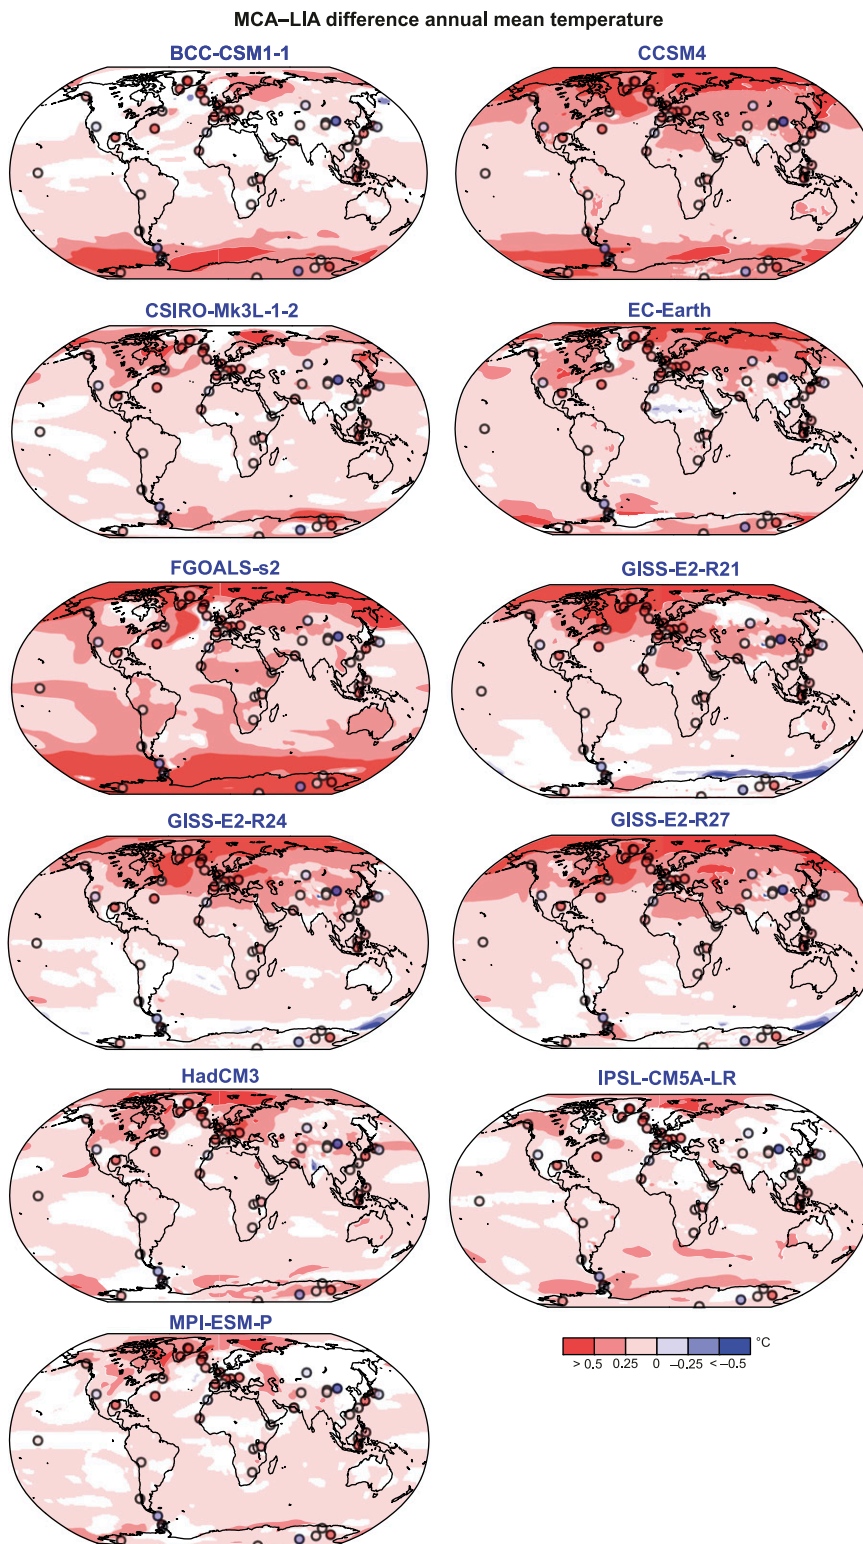 MCA–LIA difference annual mean temperature
BCC-CSM1-1
CCSM4
CSIRO-Mk3L-1-2
EC-Earth
FGOALS-s2
GISS-E2-R21
GISS-E2-R24
GISS-E2-R27
HadCM3
IPSL-CM5A-LR
MPI-ESM-P
°C
> 0.5 0.25 0 –0.25 < –0.5